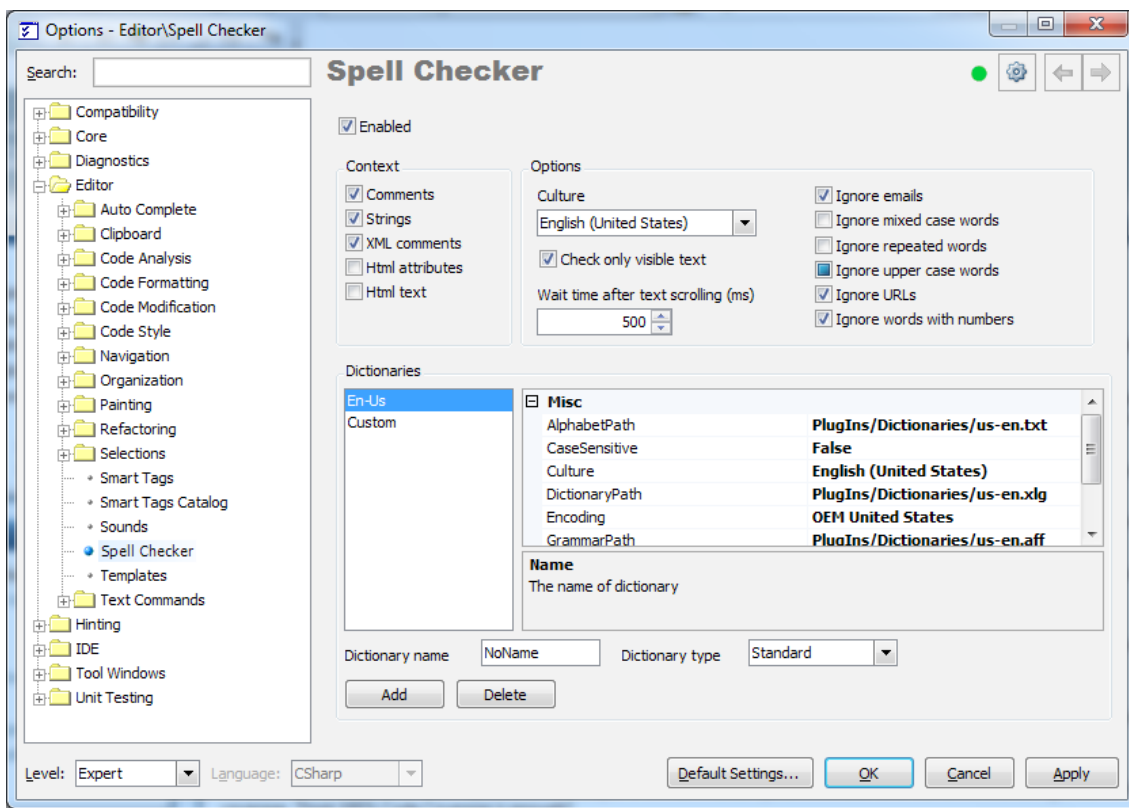 Options - Editor\Spell Checker
Search:
Spell Checker
Compatibility
Core
Diagnostics
Editor
Auto Complete
Clipboard
Code Analysis
Code Formatting
Code Modification
Code Style
Navigation
Organization
Painting
Refactoring
Selections
Smart Tags
Smart Tags Catalog
Sounds
Spell Checker
Templates
Text Commands
Hinting
IDE
Tool Windows
Unit Testing
Enabled
Context
Comments
Strings
XML comments
Html attributes
Html text
Options
Culture
English (United States)
Check only visible text
Wait time after text scrolling (ms)
500
Ignore emails
Ignore mixed case words
Ignore repeated words
Ignore upper case words
Ignore URLs
Ignore words with numbers
Dictionaries
En-Us
Custom
Misc
AlphabetPath PlugIns/Dictionaries/us-en.txt
CaseSensitive False
Culture English (United States)
DictionaryPath PlugIns/Dictionaries/us-en.xlg
Encoding OEM United States
GrammarPath PlugIns/Dictionaries/us-en.aff
Name
The name of dictionary
Dictionary name NoName Dictionary type Standard
Add Delete
Level: Expert Language: CSharp Default Settings... OK Cancel Apply